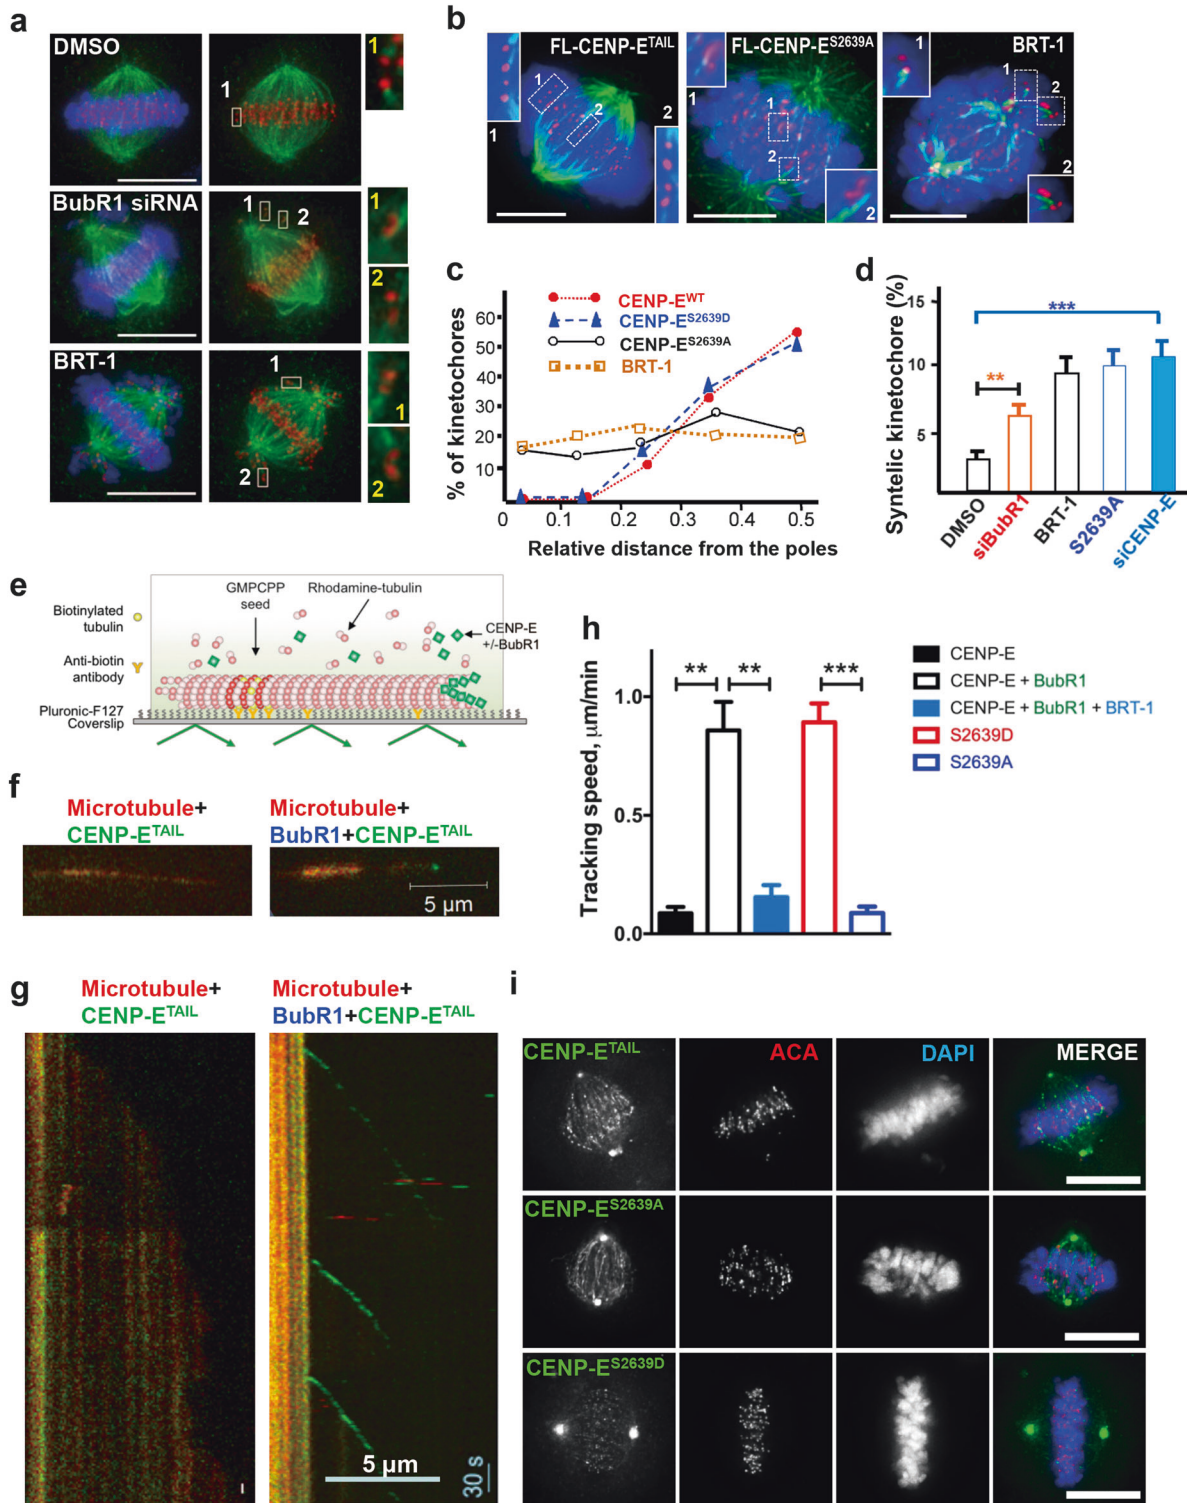 a
DMSO
1
1
BubR1 siRNA
1
2
1
2
BRT-1
1
2
1
2
b
FL-CENP-E^TAIL
1
2
1
2
FL-CENP-E^S2639A
1
1
2
2
BRT-1
1
1
2
2
c
% of kinetochores
60
50
40
30
20
10
0
0.1
0.2
0.3
0.4
0.5
Relative distance from the poles
CENP-E^WT
CENP-E^S2639D
CENP-E^S2639A
BRT-1
d
Syntelic kinetochore (%)
15
10
5
**
***
DMSO
siBubR1
BRT-1
S2639A
siCENP-E
e
GMPCPP
seed
Rhodamine-tubulin
Biotinylated
tubulin
CENP-E
+/-BubR1
Anti-biotin
antibody
Pluronic-F127
Coverslip
f
Microtubule+
CENP-E^TAIL
Microtubule+
BubR1+CENP-E^TAIL
5 µm
g
Microtubule+
CENP-E^TAIL
Microtubule+
BubR1+CENP-E^TAIL
5 µm
30 s
h
Tracking speed, µm/min
1.0
0.5
0.0
**
**
***
CENP-E
CENP-E + BubR1
CENP-E + BubR1 + BRT-1
S2639D
S2639A
i
CENP-E^TAIL
ACA
DAPI
MERGE
CENP-E^S2639A
CENP-E^S2639D